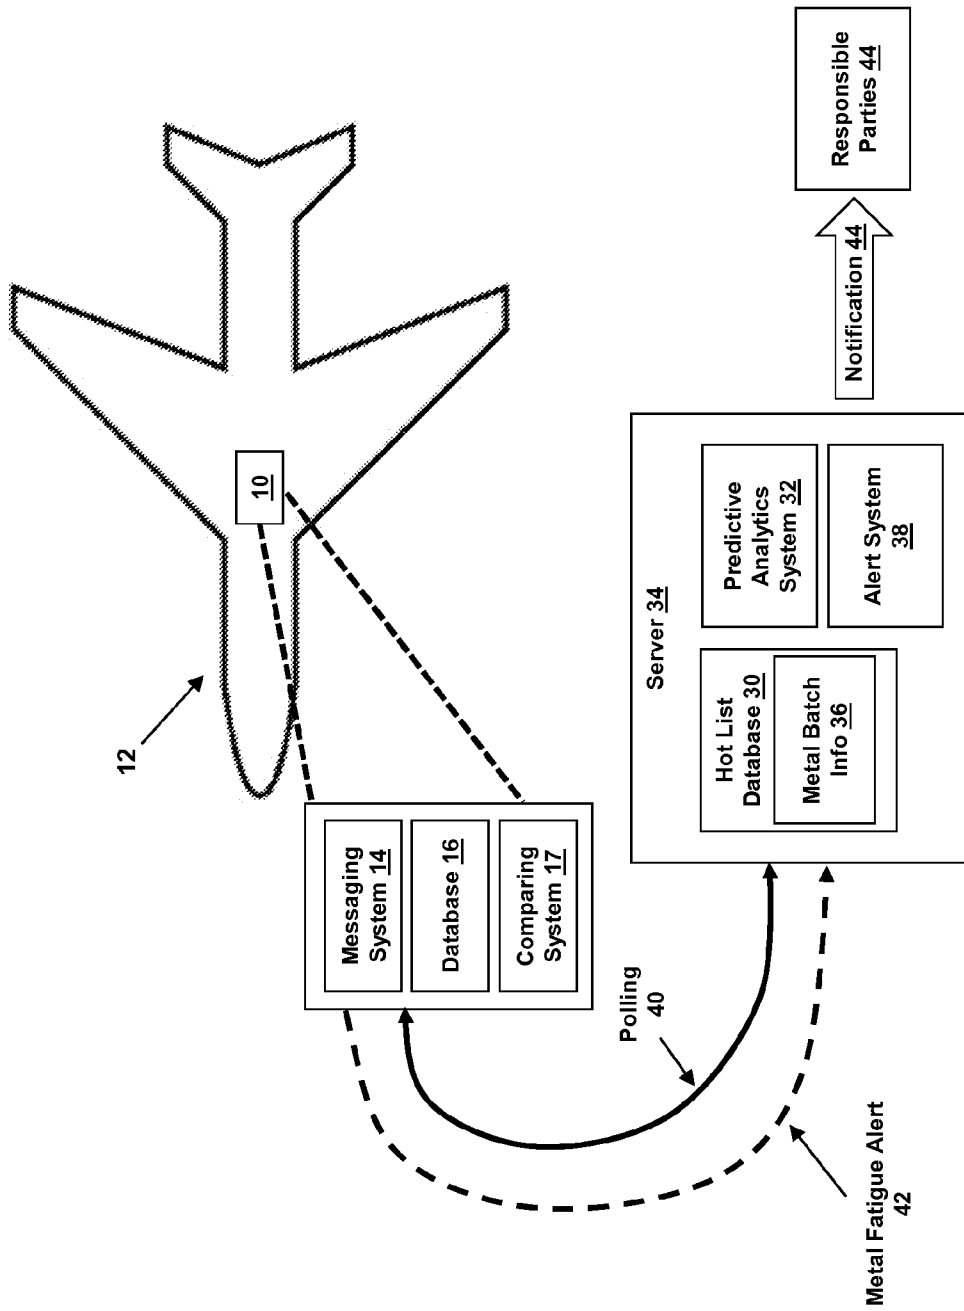 12
10
Messaging
System 14
Database 16
Comparing
System 17
Polling
40
Metal Fatigue Alert
42
Server 34
Hot List
Database 30
Metal Batch
Info 36
Predictive
Analytics
System 32
Alert System
38
Notification 44
Responsible
Parties 44